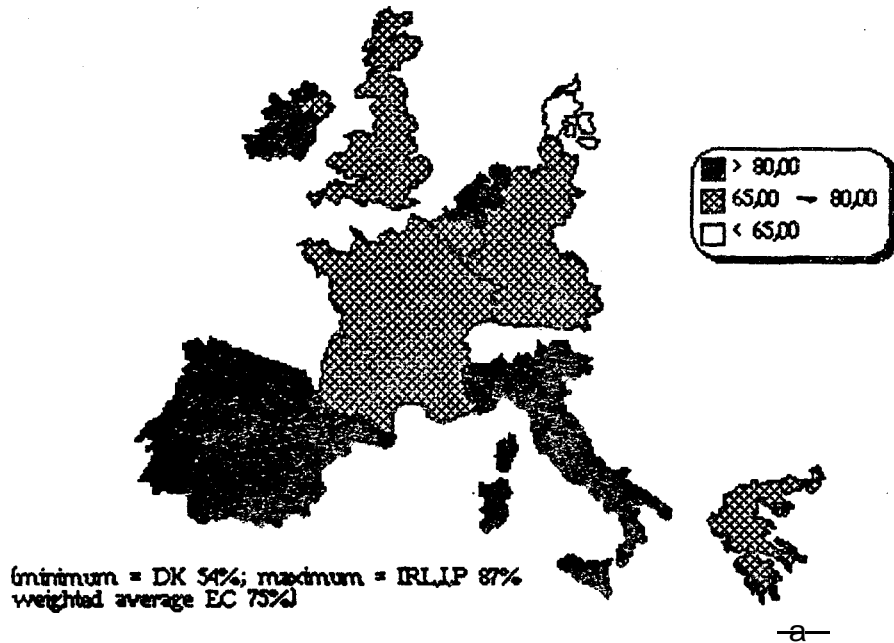 > 80,00
65,00 ~ 80,00
< 65,00
(minimum = DK 54%; maximum = IRL,I,P 87%
weighted average EC 75%)
a